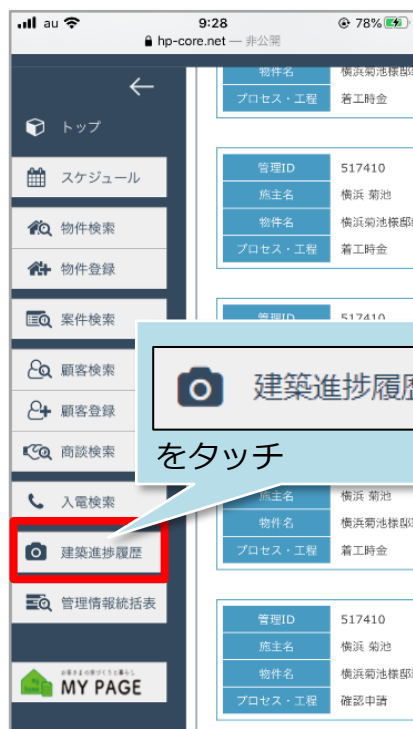 au 9:28 78%
hp-core.net — 非公開
トップ
スケジュール
物件検索
物件登録
案件検索
顧客検索
顧客登録
商談検索
入電検索
建築進捗履歴
管理情報統括表
MY PAGE
物件名 横浜菊池様邸
プロセス・工程 着工時金
管理ID 517410
施主名 横浜 菊池
物件名 横浜菊池様邸
プロセス・工程 着工時金
管理ID 517410
建築進捗履歴
をタッチ
施主名 横浜 菊池
物件名 横浜菊池様邸
プロセス・工程 着工時金
管理ID 517410
施主名 横浜 菊池
物件名 横浜菊池様邸
プロセス・工程 確認申請